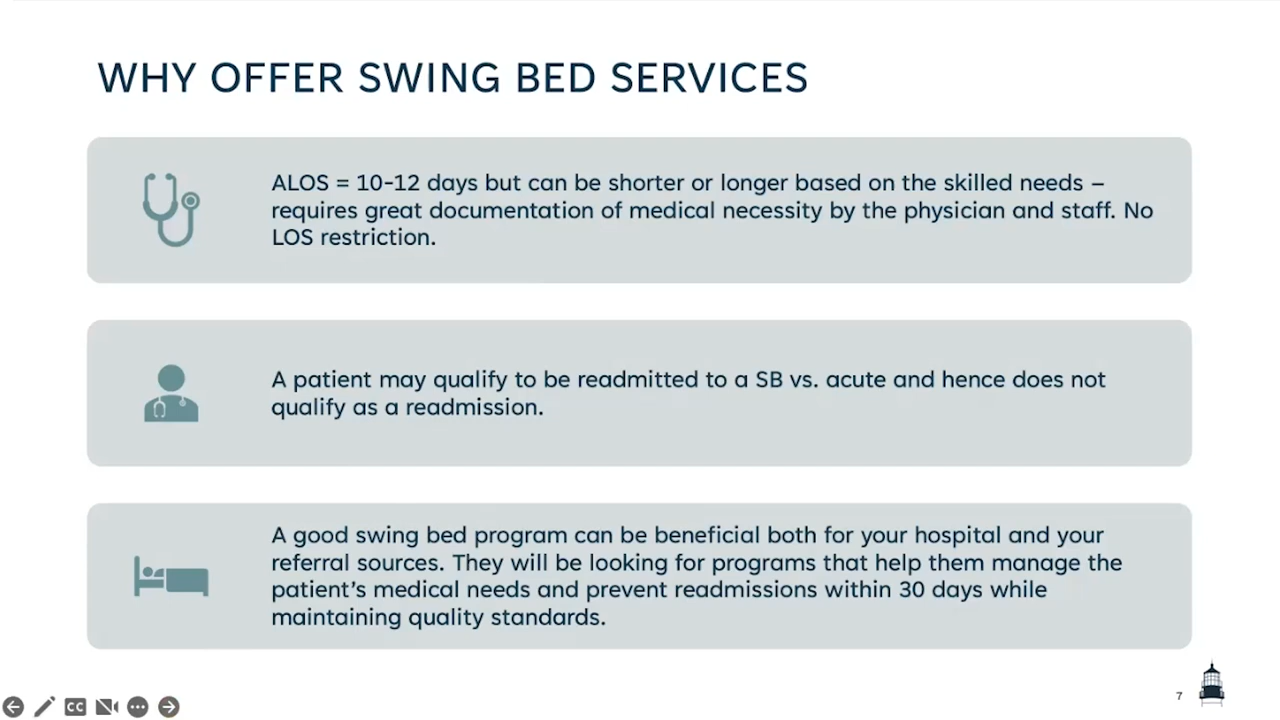 WHY OFFER SWING BED SERVICES
ALOS = 10-12 days but can be shorter or longer based on the skilled needs –
requires great documentation of medical necessity by the physician and staff. No
LOS restriction.
A patient may qualify to be readmitted to a SB vs. acute and hence does not
qualify as a readmission.
A good swing bed program can be beneficial both for your hospital and your
referral sources. They will be looking for programs that help them manage the
patient’s medical needs and prevent readmissions within 30 days while
maintaining quality standards.
7
CC